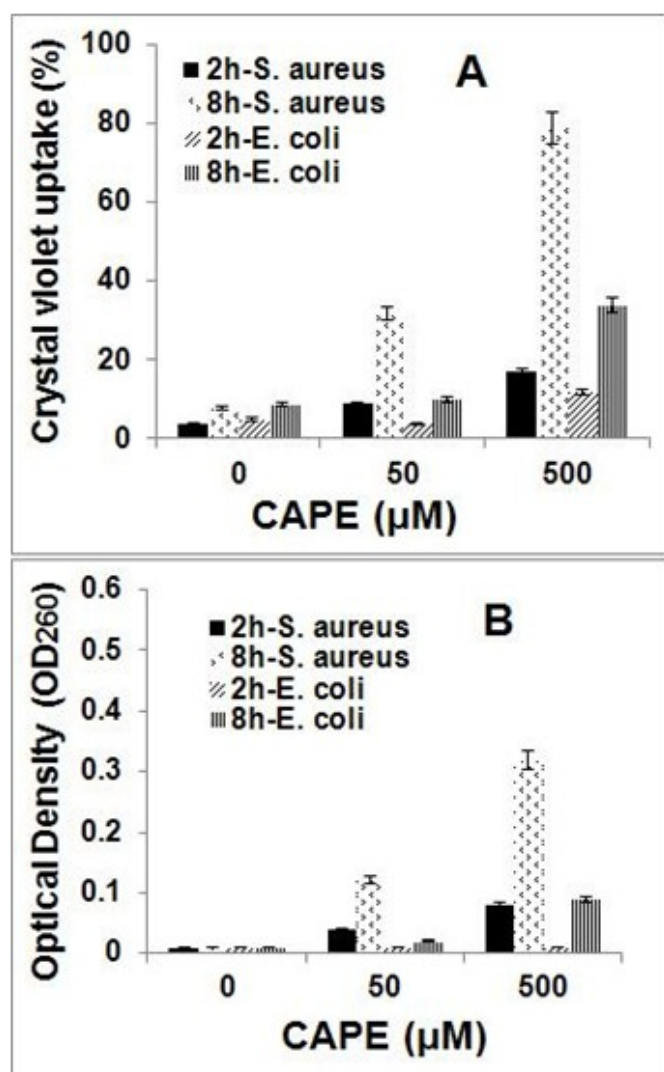 100
80
60
40
20
0
Crystal violet uptake (%)
A
2h-S. aureus
8h-S. aureus
2h-E. coli
8h-E. coli
0 50 500
CAPE (µM)
0.6
0.5
0.4
0.3
0.2
0.1
0
Optical Density (OD260)
B
2h-S. aureus
8h-S. aureus
2h-E. coli
8h-E. coli
0 50 500
CAPE (µM)